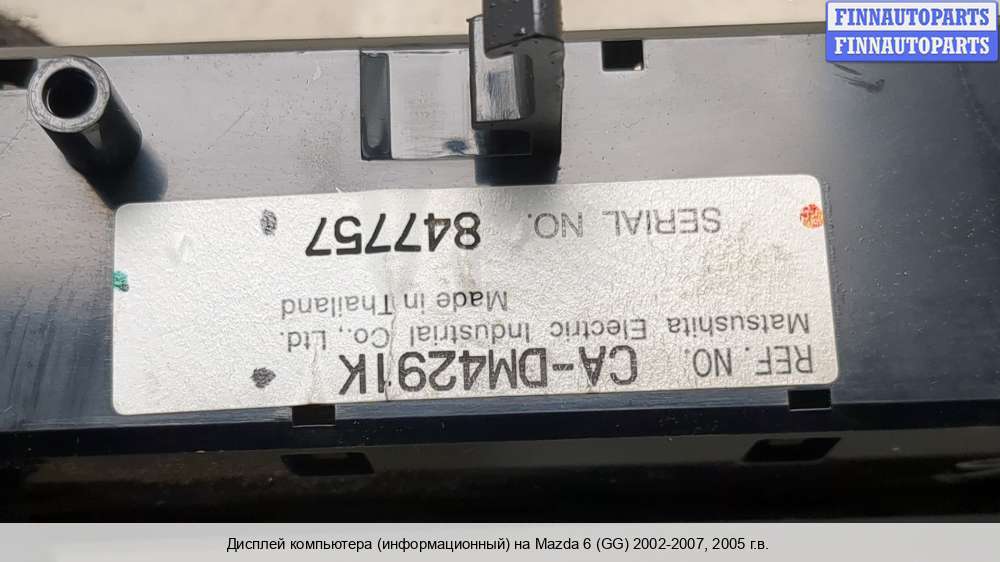 FINNAUTOPARTS
FINNAUTOPARTS
REF. NO. CA-DM4291K
Matsushita Electric Industrial Co., Ltd.
Made in Thailand
SERIAL NO. 847757
Дисплей компьютера (информационный) на Mazda 6 (GG) 2002-2007, 2005 г.в.